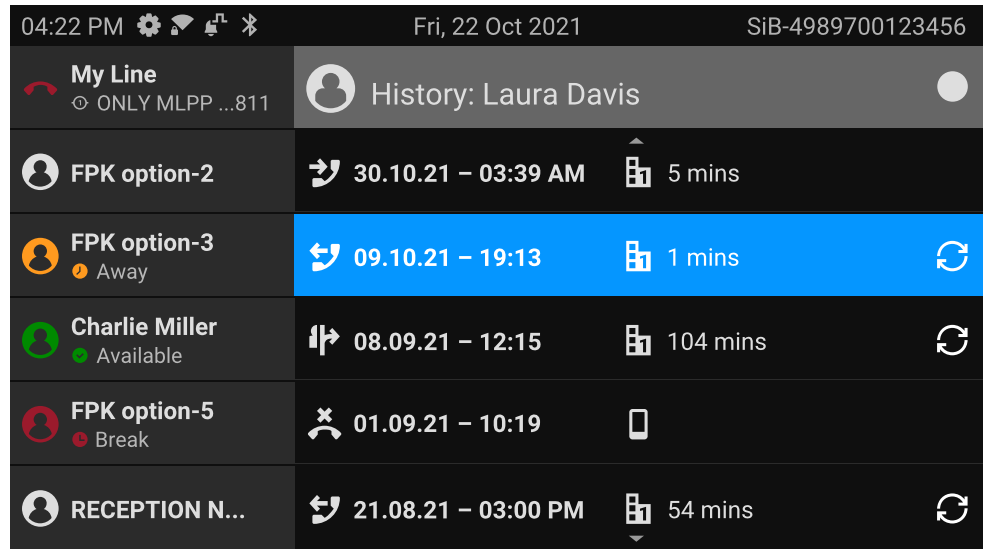 04:22 PM Fri, 22 Oct 2021 SiB-4989700123456
My Line
ONLY MLPP ...811
History: Laura Davis
FPK option-2
30.10.21 – 03:39 AM 5 mins
FPK option-3
Away
09.10.21 – 19:13 1 mins
Charlie Miller
Available
08.09.21 – 12:15 104 mins
FPK option-5
Break
01.09.21 – 10:19
RECEPTION N...
21.08.21 – 03:00 PM 54 mins